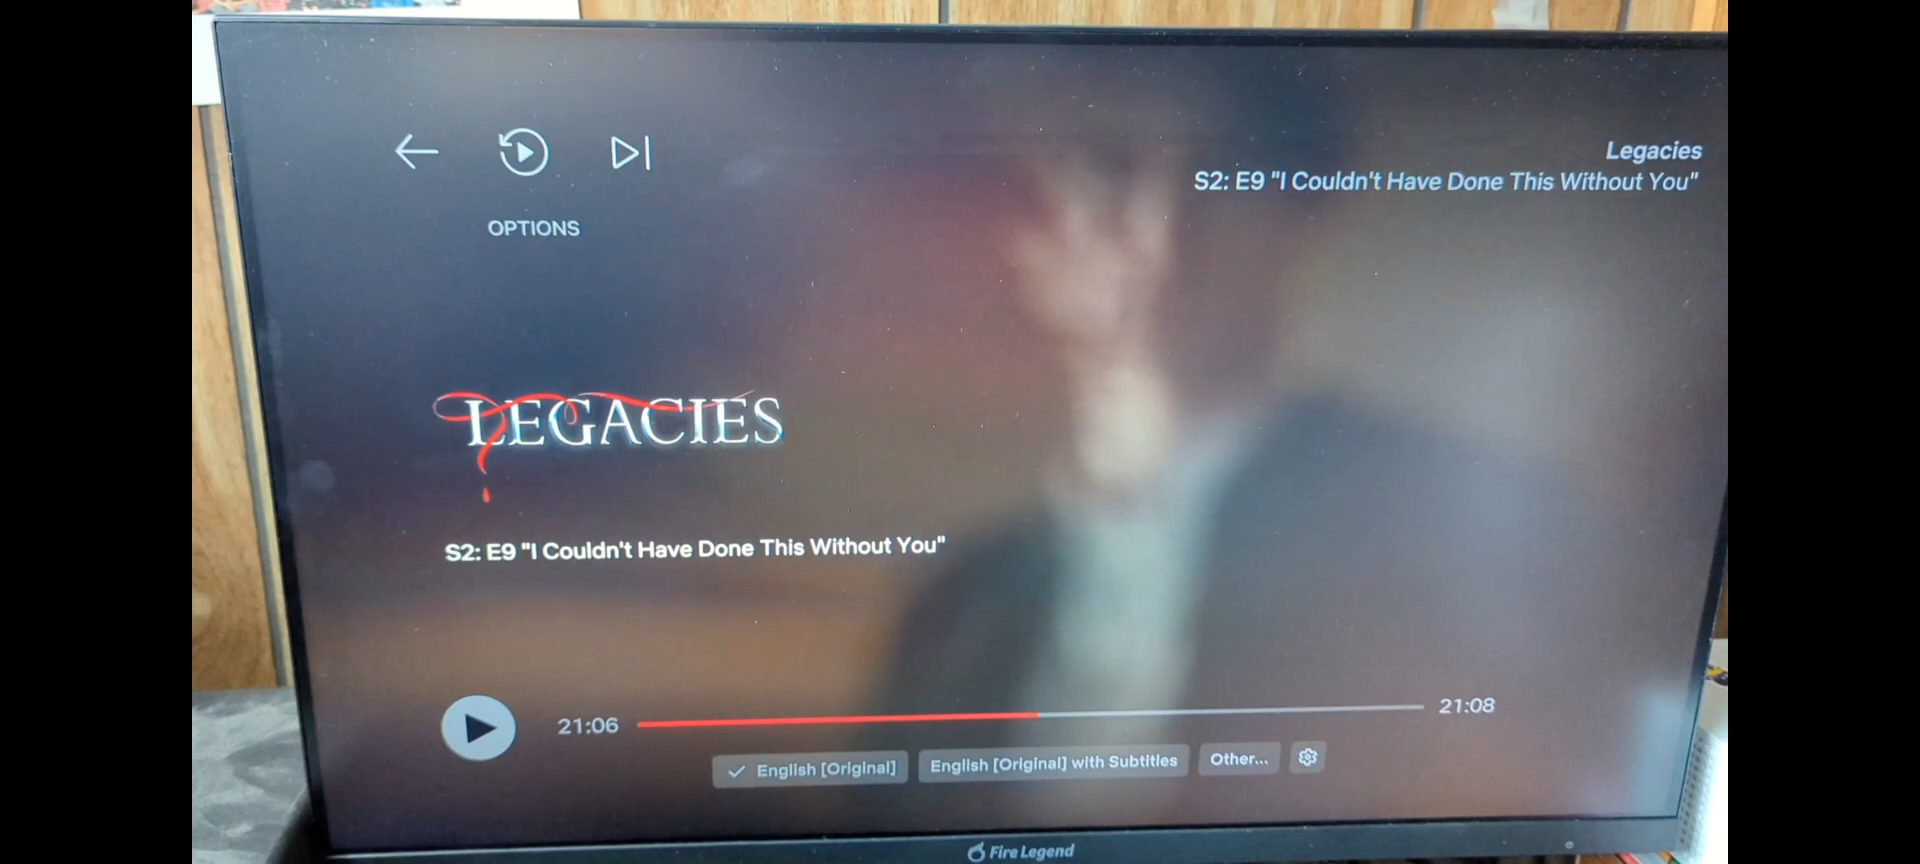 Legacies
S2: E9 "I Couldn't Have Done This Without You"
OPTIONS
LEGACIES
S2: E9 "I Couldn't Have Done This Without You"
21:06
21:08
English [Original]
English [Original] with Subtitles
Other...
Fire Legend